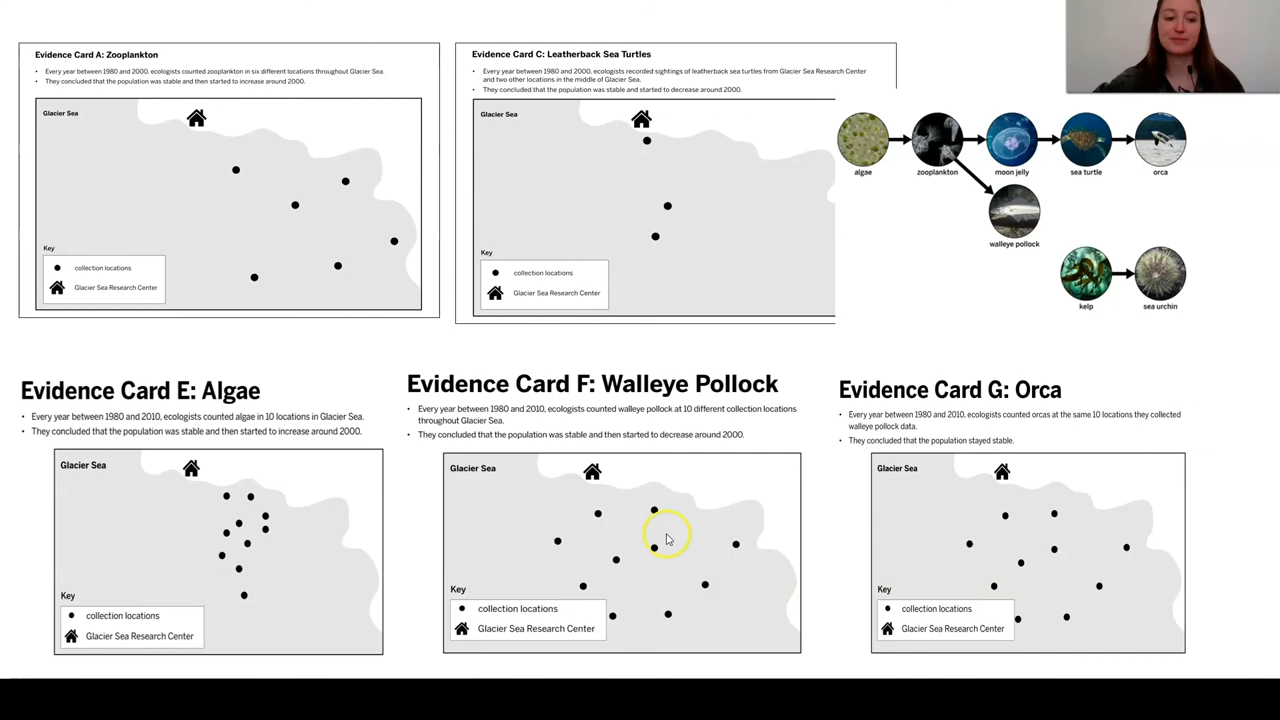 Evidence Card A: Zooplankton
• Every year between 1980 and 2000, ecologists counted zooplankton in six different locations throughout Glacier Sea.
• They concluded that the population was stable and then started to increase around 2000.
Glacier Sea
Key
collection locations
Glacier Sea Research Center
Evidence Card C: Leatherback Sea Turtles
• Every year between 1980 and 2000, ecologists recorded sightings of leatherback sea turtles from Glacier Sea Research Center
and two other locations in the middle of Glacier Sea.
• They concluded that the population was stable and started to decrease around 2000.
Glacier Sea
Key
collection locations
Glacier Sea Research Center
algae
zooplankton
moon jelly
sea turtle
orca
walleye pollock
kelp
sea urchin
Evidence Card E: Algae
• Every year between 1980 and 2010, ecologists counted algae in 10 locations in Glacier Sea.
• They concluded that the population was stable and then started to increase around 2000.
Glacier Sea
Key
collection locations
Glacier Sea Research Center
Evidence Card F: Walleye Pollock
• Every year between 1980 and 2010, ecologists counted walleye pollock at 10 different collection locations
throughout Glacier Sea.
• They concluded that the population was stable and then started to decrease around 2000.
Glacier Sea
Key
collection locations
Glacier Sea Research Center
Evidence Card G: Orca
• Every year between 1980 and 2010, ecologists counted orcas at the same 10 locations they collected
walleye pollock data.
• They concluded that the population stayed stable.
Glacier Sea
Key
collection locations
Glacier Sea Research Center